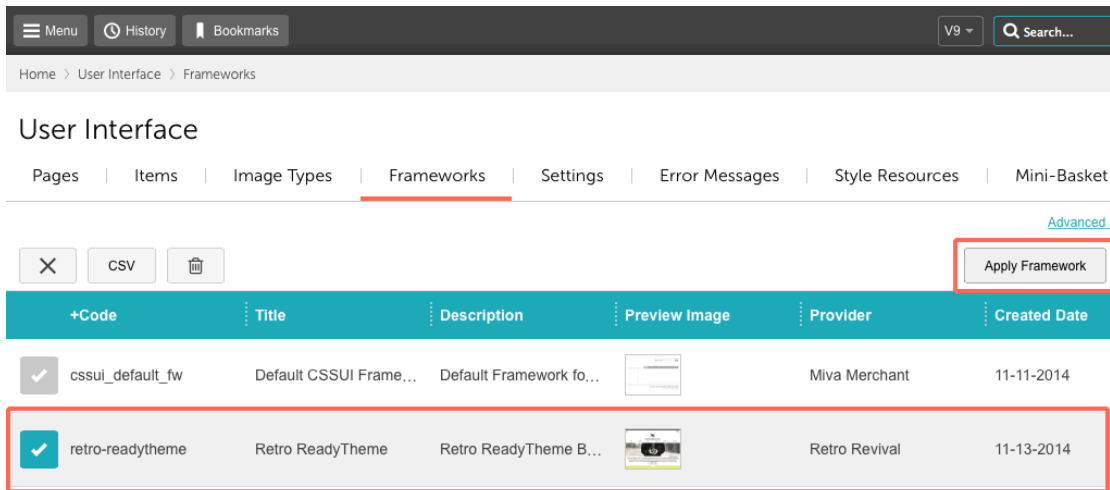 Menu History Bookmarks V9 Search...
Home > User Interface > Frameworks
User Interface
Pages Items Image Types Frameworks Settings Error Messages Style Resources Mini-Basket
Advanced
CSV Apply Framework
+Code Title Description Preview Image Provider Created Date
cssui_default_fw Default CSSUI Frame... Default Framework fo... Miva Merchant 11-11-2014
retro-readytheme Retro ReadyTheme Retro ReadyTheme B... Retro Revival 11-13-2014